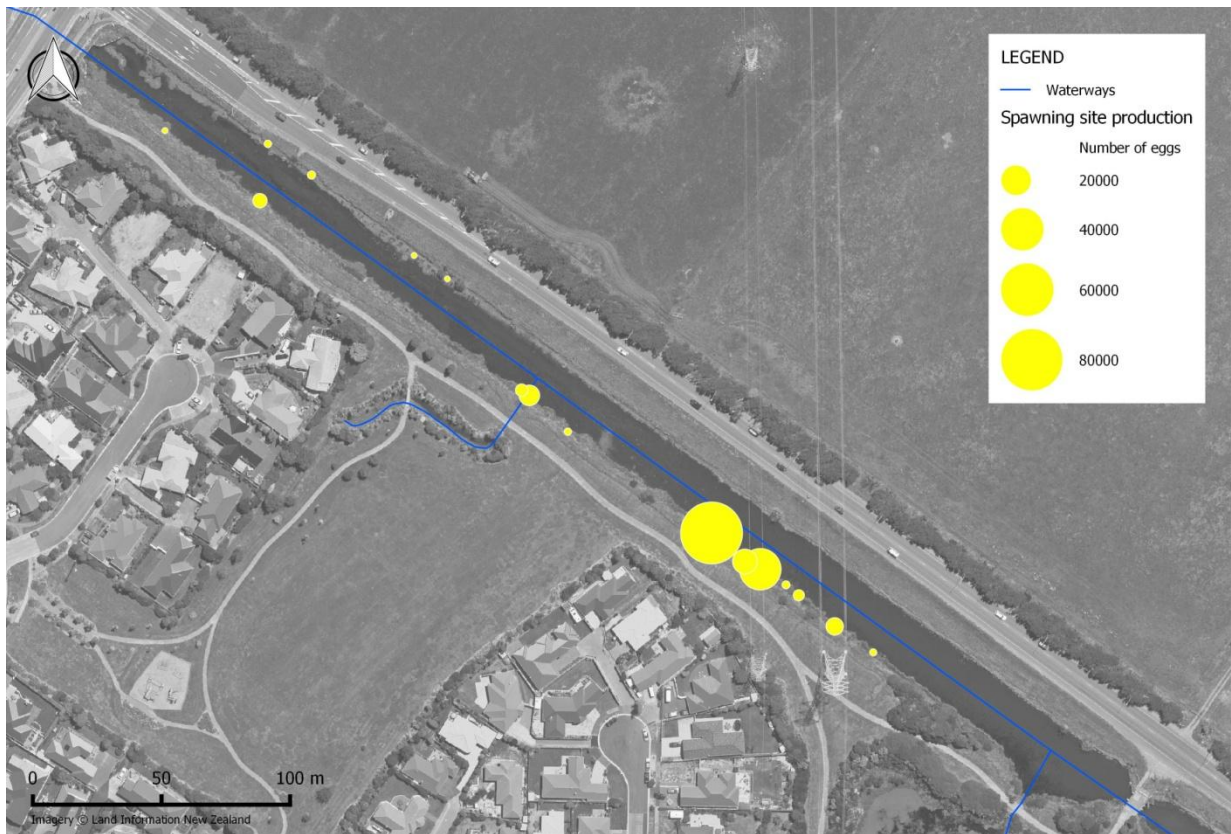 LEGEND
Waterways
Spawning site production
Number of eggs
20000
40000
60000
80000
0 50 100 m
Imagery © Land Information New Zealand